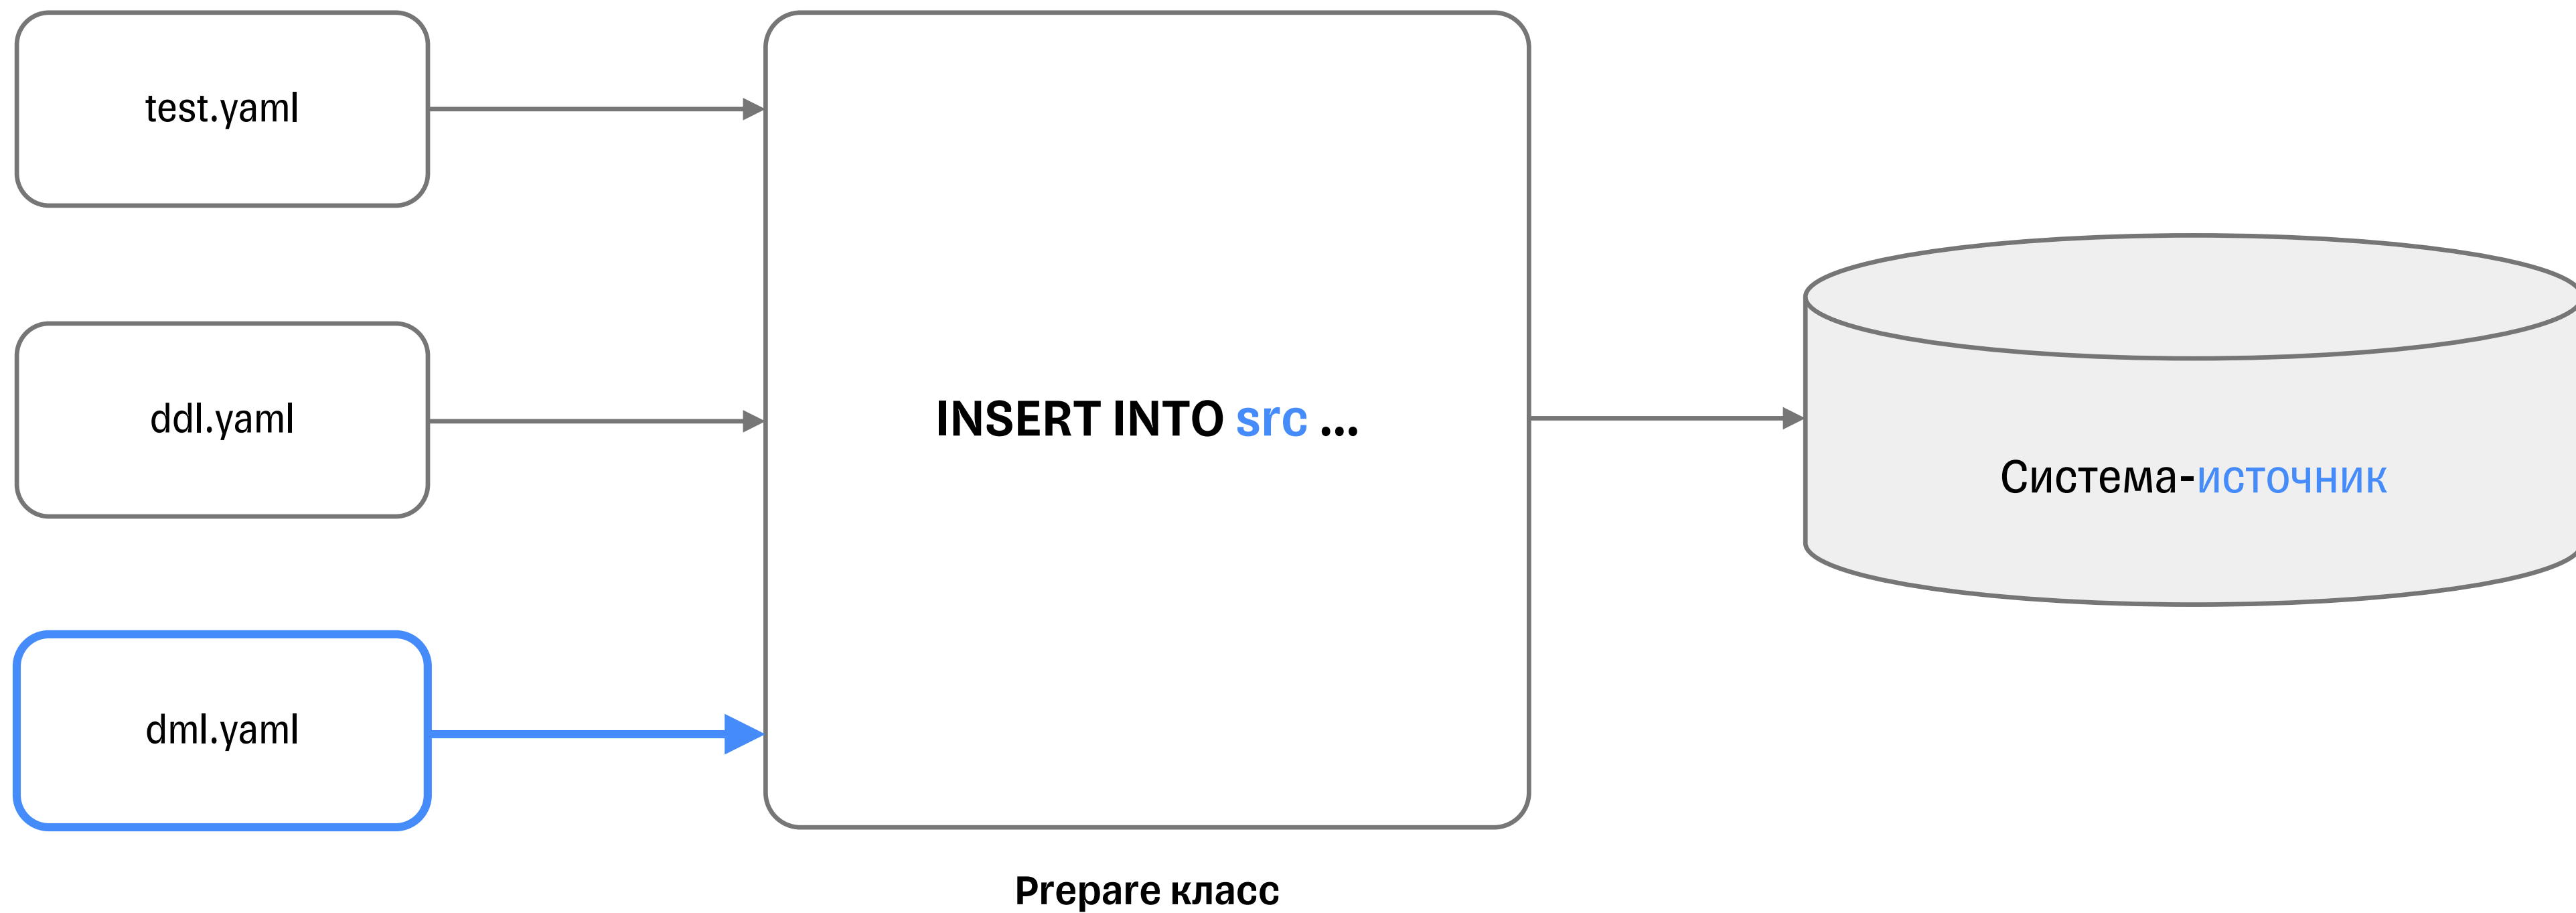 test.yaml
ddl.yaml
dml.yaml
INSERT INTO src ...
Prepare класс
Система-источник